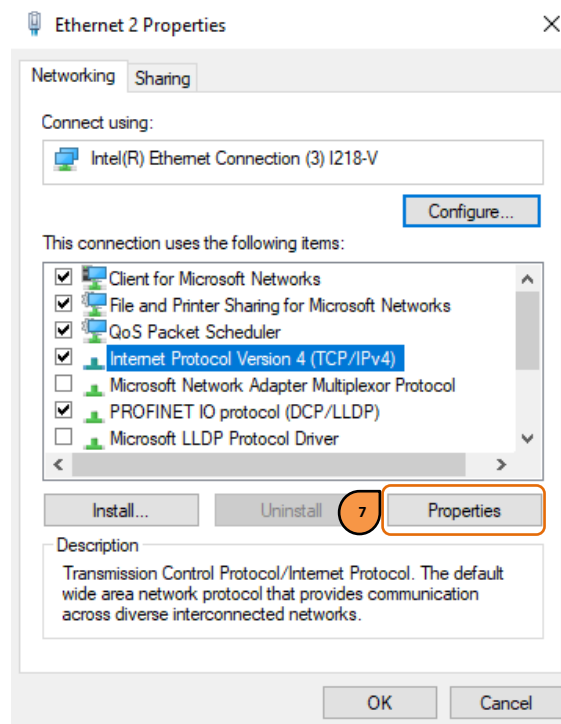 Ethernet 2 Properties
Networking
Sharing
Connect using:
Intel(R) Ethernet Connection (3) I218-V
Configure...
This connection uses the following items:
Client for Microsoft Networks
File and Printer Sharing for Microsoft Networks
QoS Packet Scheduler
Internet Protocol Version 4 (TCP/IPv4)
Microsoft Network Adapter Multiplexor Protocol
PROFINET IO protocol (DCP/LLDP)
Microsoft LLDP Protocol Driver
Install...
Uninstall
7
Properties
Description
Transmission Control Protocol/Internet Protocol. The default
wide area network protocol that provides communication
across diverse interconnected networks.
OK
Cancel